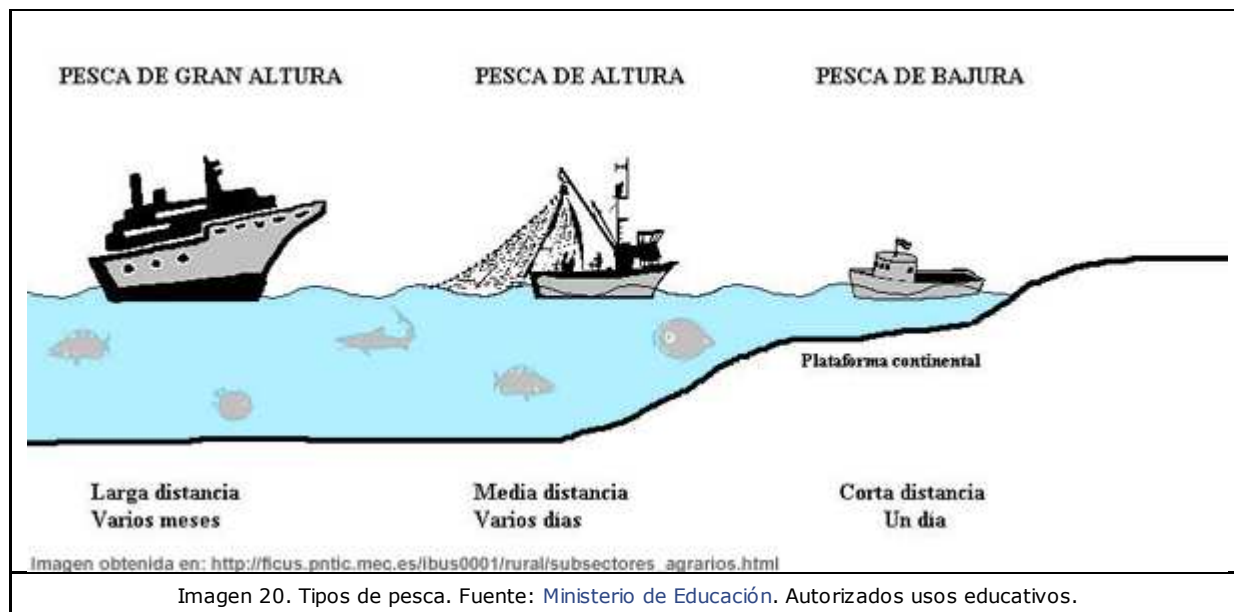 PESCA DE GRAN ALTURA
PESCA DE ALTURA
PESCA DE BAJURA
Plataforma continental
Larga distancia
Varios meses
Media distancia
Varios días
Corta distancia
Un día
Imagen obtenida en: http://ficus.pntic.mec.es/ibus0001/rural/subsectores_agrarios.html
Imagen 20. Tipos de pesca. Fuente: Ministerio de Educación. Autorizados usos educativos.